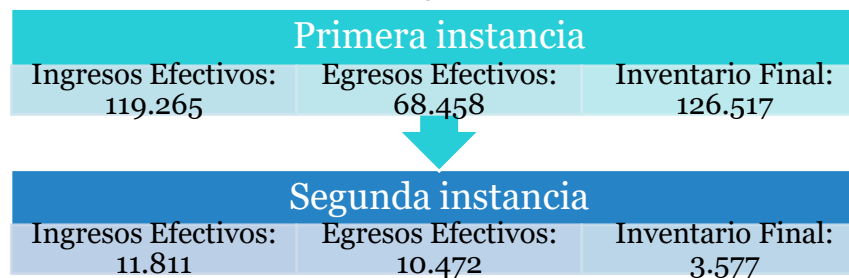 Primera instancia
Ingresos Efectivos: Egresos Efectivos: Inventario Final:
119.265 68.458 126.517
Segunda instancia
Ingresos Efectivos: Egresos Efectivos: Inventario Final:
11.811 10.472 3.577